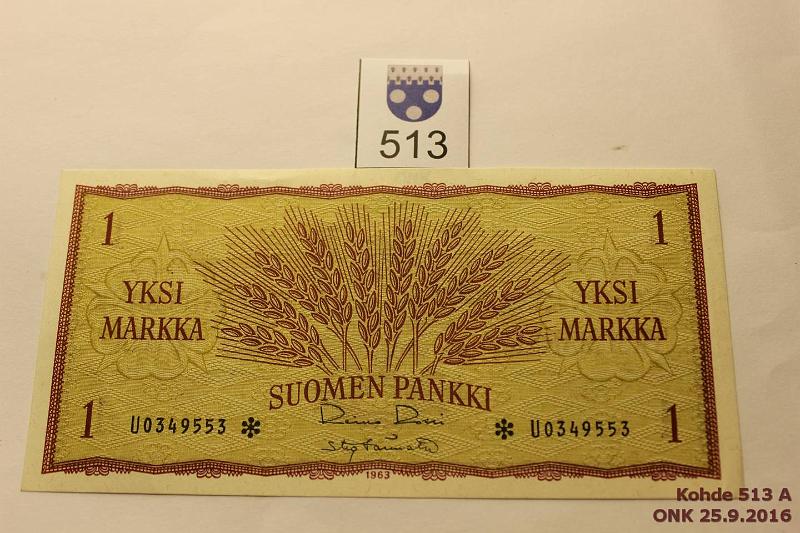 513
1 1
YKSI MARKKA
YKSI MARKKA
SUOMEN PANKKI
1 U0349553 * * U0349553 1
1963
Kohde 513 A
ONK 25.9.2016